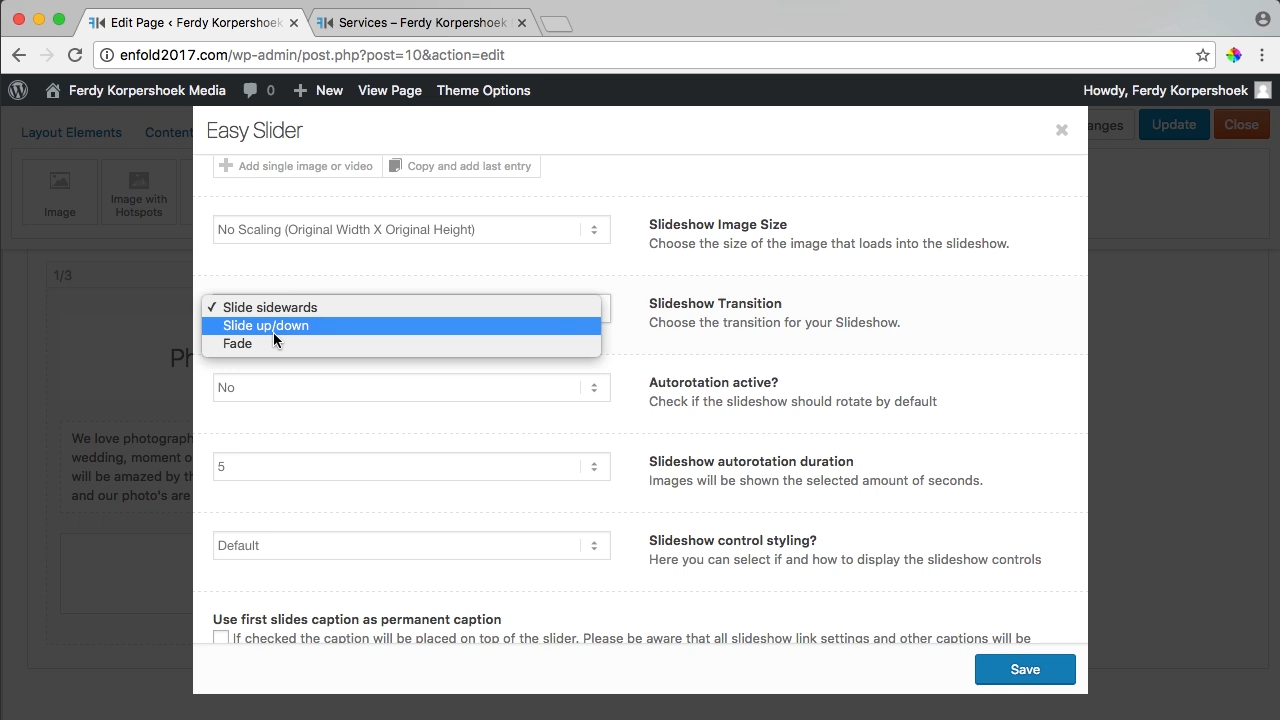 Edit Page ‹ Ferdy Korpershoek
Services – Ferdy Korpershoek
enfold2017.com/wp-admin/post.php?post=10&action=edit
Ferdy Korpershoek Media
0
New
View Page
Theme Options
Howdy, Ferdy Korpershoek
Layout Elements
Content
anges
Update
Close
Image
Image with
Hotspots
1/3
Ph
We love photograph
wedding, moment o
will be amazed by th
and our photo's are
Easy Slider
Add single image or video
Copy and add last entry
No Scaling (Original Width X Original Height)
Slideshow Image Size
Choose the size of the image that loads into the slideshow.
✓ Slide sidewards
Slide up/down
Fade
Slideshow Transition
Choose the transition for your Slideshow.
No
Autorotation active?
Check if the slideshow should rotate by default
5
Slideshow autorotation duration
Images will be shown the selected amount of seconds.
Default
Slideshow control styling?
Here you can select if and how to display the slideshow controls
Use first slides caption as permanent caption
If checked the caption will be placed on top of the slider. Please be aware that all slideshow link settings and other captions will be
Save